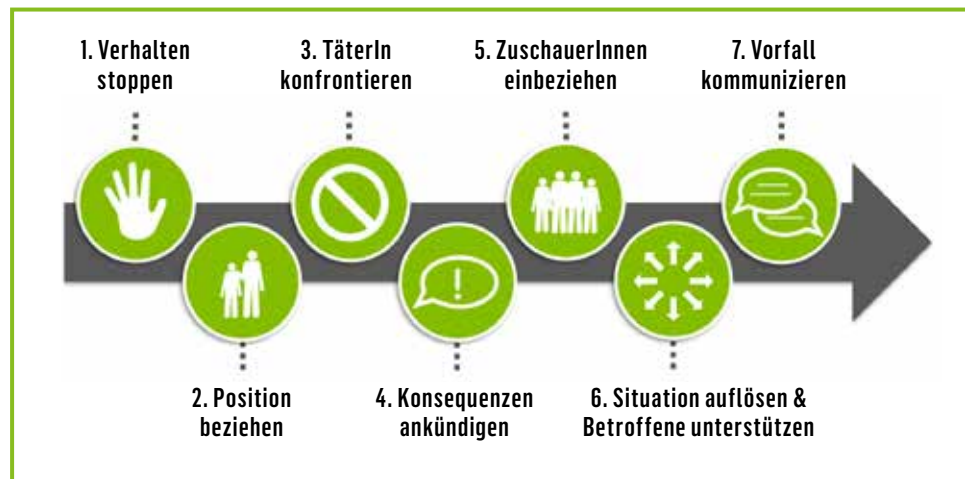 1. Verhalten
stoppen
3. TäterIn
konfrontieren
5. ZuschauerInnen
einbeziehen
7. Vorfall
kommunizieren
!
2. Position
beziehen
4. Konsequenzen
ankündigen
6. Situation auflösen &
Betroffene unterstützen